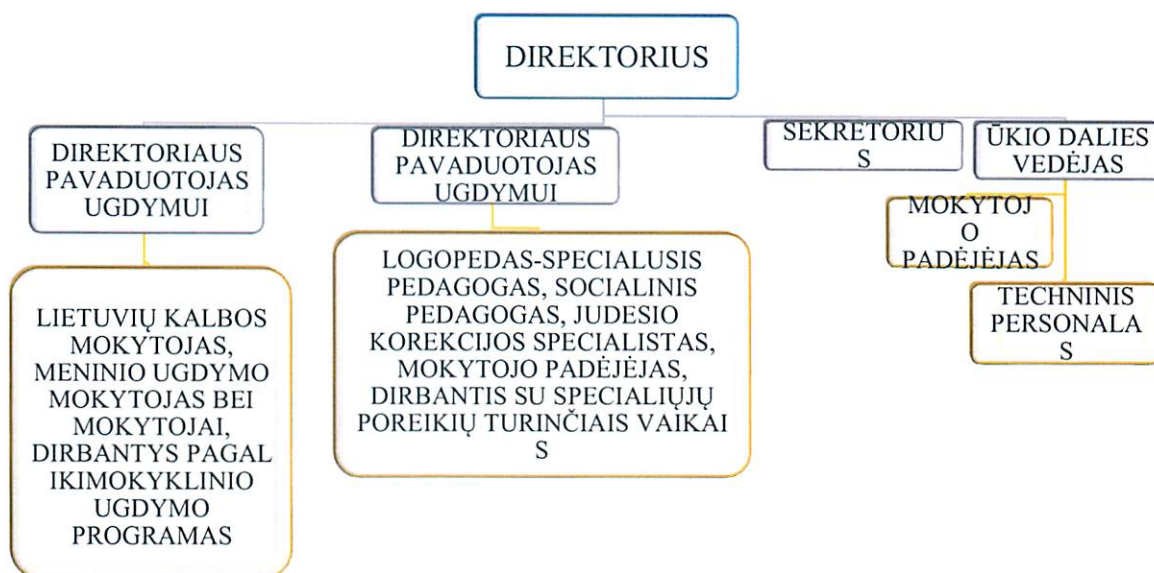 DIREKTORIUS
DIREKTORIAUS
PAVADUOTOJAS
UGDYMUI
DIREKTORIAUS
PAVADUOTOJAS
UGDYMUI
SEKRETORIU
S
ŪKIO DALIES
VEDĖJAS
MOKYTOJ
O
PADĖJĖJAS
TECHNINIS
PERSONALA
S
LIETUVIŲ KALBOS
MOKYTOJAS,
MENINIO UGDYMO
MOKYTOJAS BEI
MOKYTOJAI,
DIRBANTYS PAGAL
IKIMOKYKLINIO
UGDYMO
PROGRAMAS
LOGOPEDAS-SPECIALUSIS
PEDAGOGAS, SOCIALINIS
PEDAGOGAS, JUDESIO
KOREKCIJOS SPECIALISTAS,
MOKYTOJO PADĖJĖJAS,
DIRBANTIS SU SPECIALIŲJŲ
POREIKIŲ TURINČIAIS VAIKAI
S